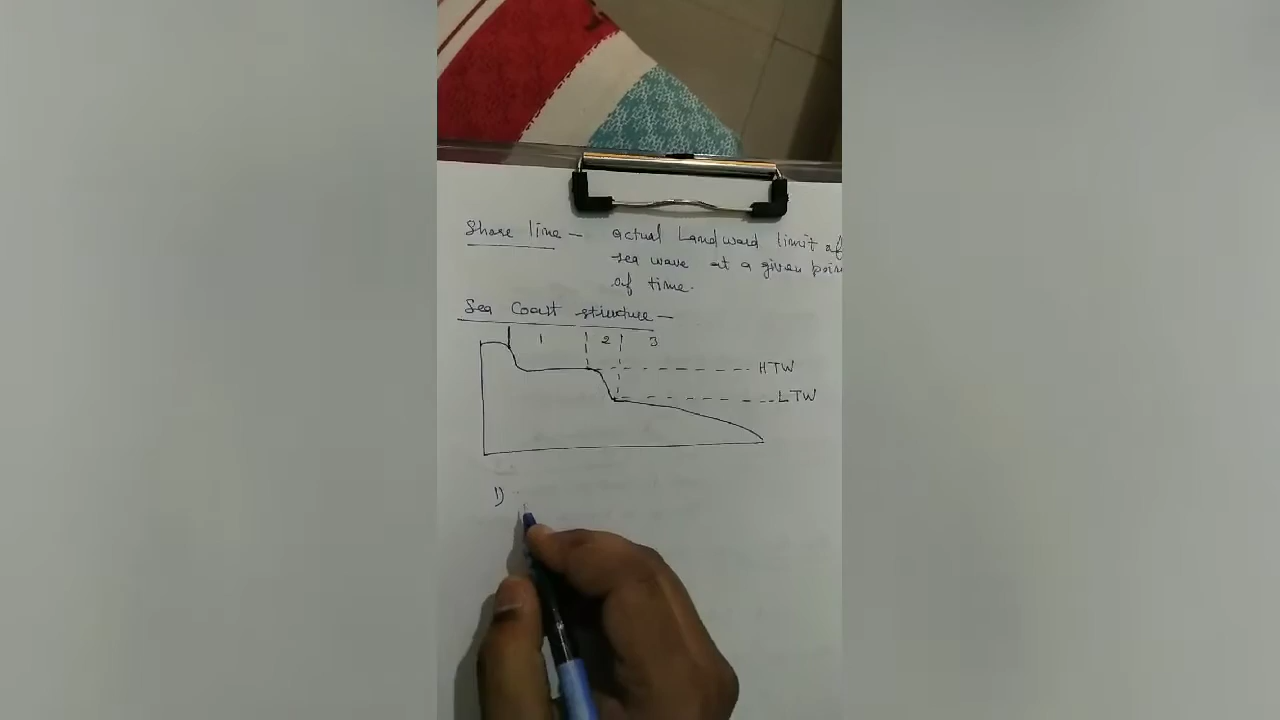 Shore line - actual Landward limit of
sea wave at a given
of time.
Sea Coast structure -
1 2 3
HTW
LTW
1)